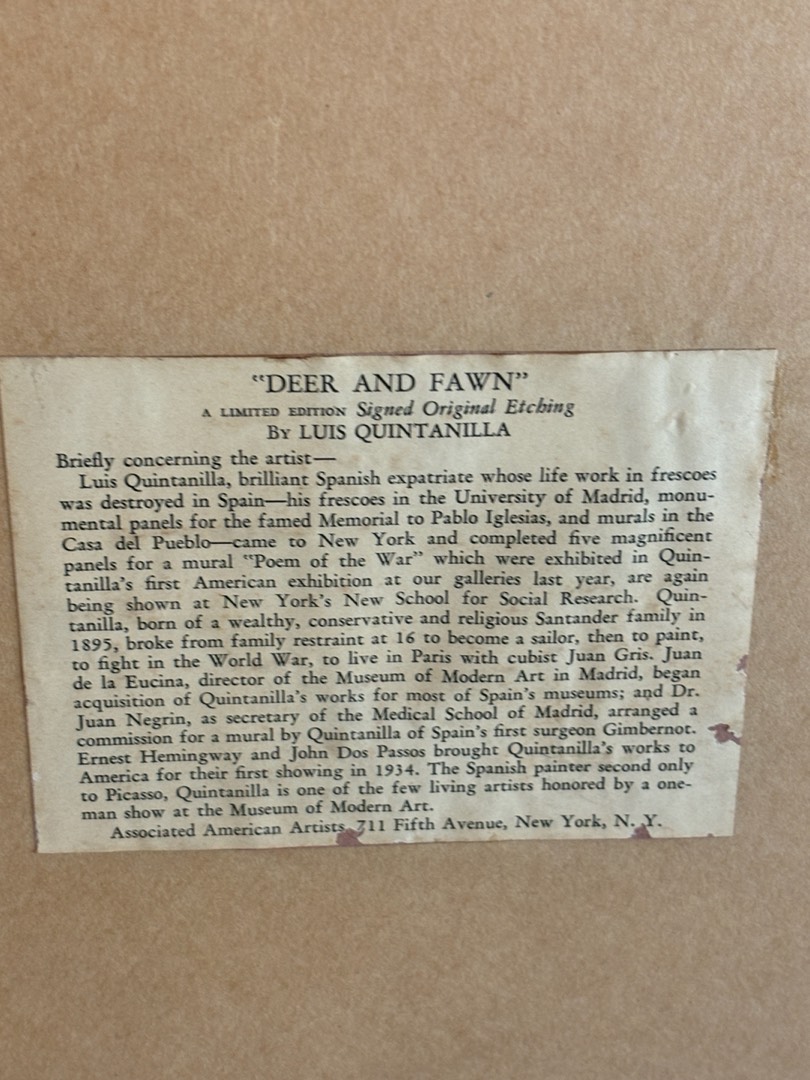 “DEER AND FAWN”
A LIMITED EDITION Signed Original Etching
BY LUIS QUINTANILLA
Briefly concerning the artist—
Luis Quintanilla, brilliant Spanish expatriate whose life work in frescoes
was destroyed in Spain—his frescoes in the University of Madrid, monu-
mental panels for the famed Memorial to Pablo Iglesias, and murals in the
Casa del Pueblo—came to New York and completed five magnificent
panels for a mural “Poem of the War” which were exhibited in Quin-
tanilla’s first American exhibition at our galleries last year, are again
being shown at New York’s New School for Social Research. Quin-
tanilla, born of a wealthy, conservative and religious Santander family in
1895, broke from family restraint at 16 to become a sailor, then to paint,
to fight in the World War, to live in Paris with cubist Juan Gris. Juan
de la Eucina, director of the Museum of Modern Art in Madrid, began
acquisition of Quintanilla’s works for most of Spain’s museums; and Dr.
Juan Negrin, as secretary of the Medical School of Madrid, arranged a
commission for a mural by Quintanilla of Spain’s first surgeon Gimbernot.
Ernest Hemingway and John Dos Passos brought Quintanilla’s works to
America for their first showing in 1934. The Spanish painter second only
to Picasso, Quintanilla is one of the few living artists honored by a one-
man show at the Museum of Modern Art.
Associated American Artists, 711 Fifth Avenue, New York, N. Y.